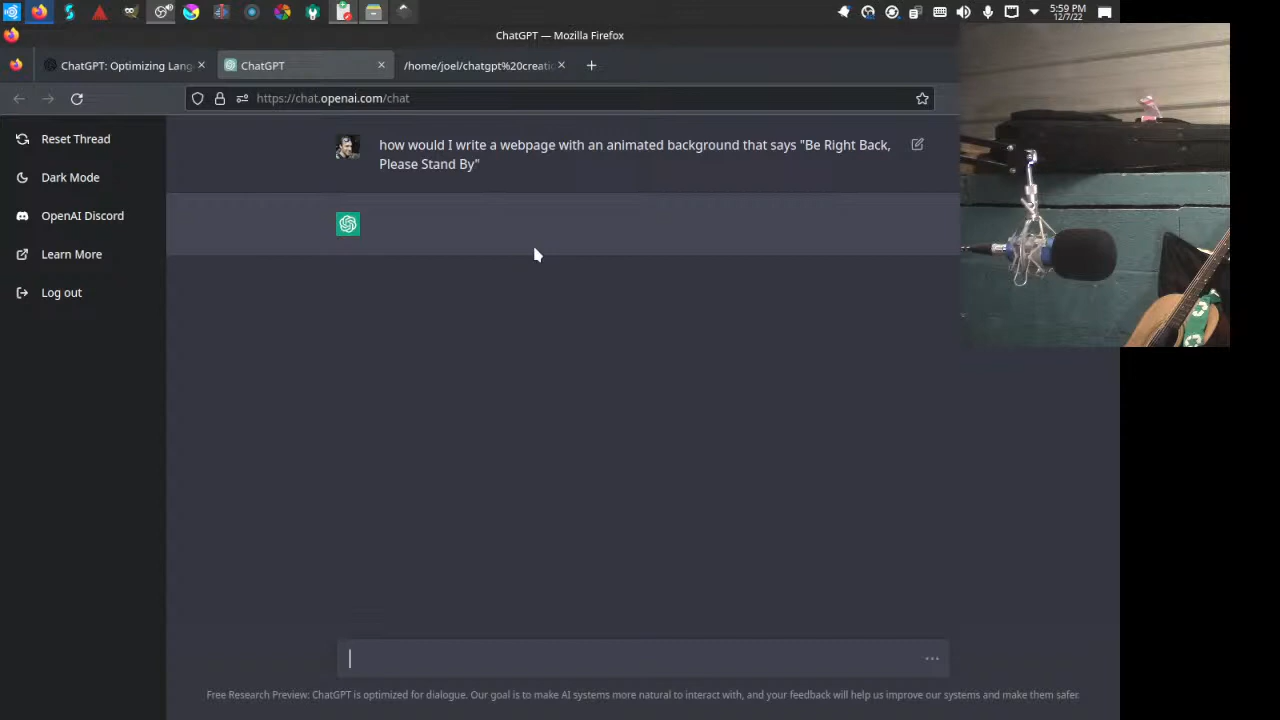 5:59 PM
12/7/22
ChatGPT — Mozilla Firefox
ChatGPT: Optimizing Lang
ChatGPT
/home/joel/chatgpt%20creatic
https://chat.openai.com/chat
Reset Thread
Dark Mode
OpenAI Discord
Learn More
Log out
how would I write a webpage with an animated background that says "Be Right Back,
Please Stand By"
Free Research Preview: ChatGPT is optimized for dialogue. Our goal is to make AI systems more natural to interact with, and your feedback will help us improve our systems and make them safer.